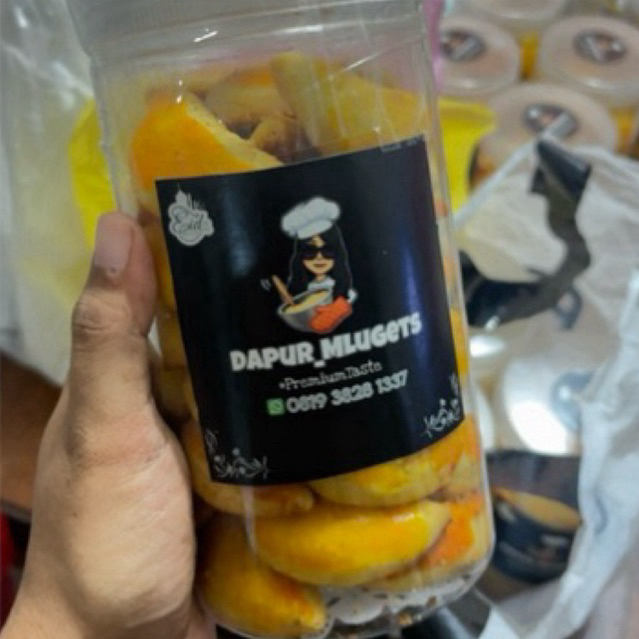 DAPUR_MLUGETS
#PremiumTaste
0819 3828 1337